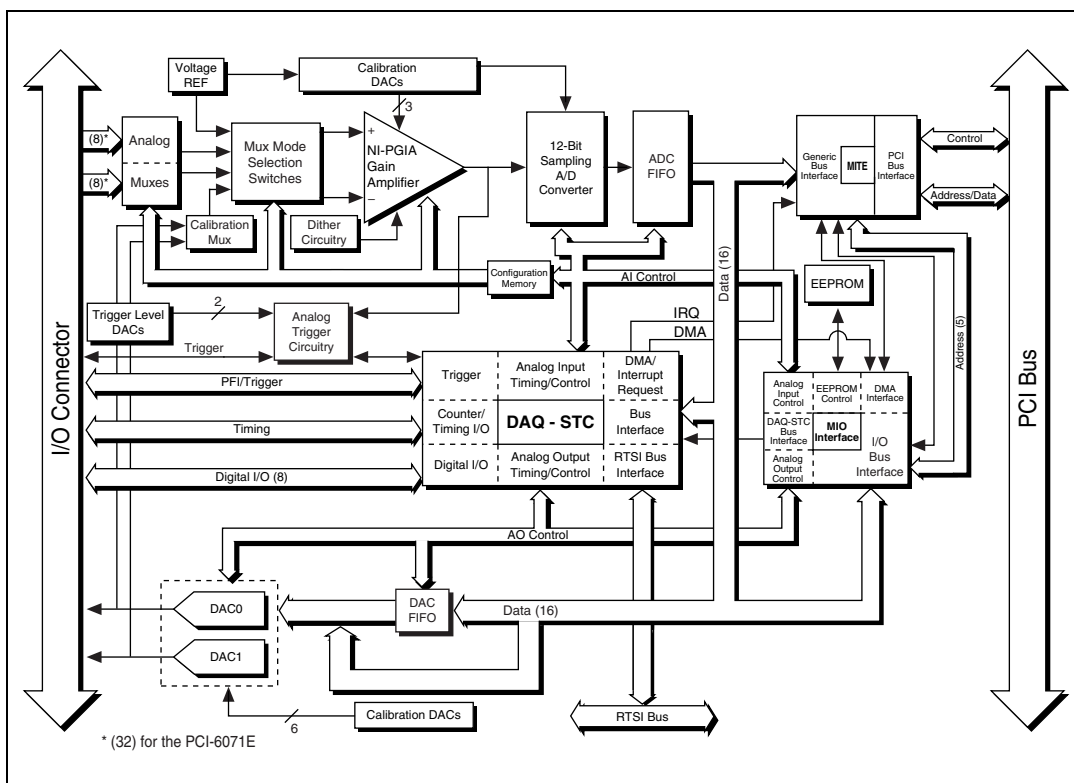 Voltage
REF
Calibration
DACs
3
(8)*
(8)*
Analog
Muxes
Mux Mode
Selection
Switches
+
NI-PGIA
Gain
Amplifier
–
12-Bit
Sampling
A/D
Converter
ADC
FIFO
Generic
Bus
Interface
MITE
PCI
Bus
Interface
Control
Address/Data
Calibration
Mux
Dither
Circuitry
Configuration
Memory
AI Control
Data (16)
EEPROM
Address (5)
Trigger Level
DACs
2
Analog
Trigger
Circuitry
Trigger
IRQ
DMA
I/O Connector
PCI Bus
PFI/Trigger
Timing
Digital I/O (8)
Trigger
Analog Input
Timing/Control
DMA/
Interrupt
Request
Counter/
Timing I/O
DAQ - STC
Bus
Interface
Digital I/O
Analog Output
Timing/Control
RTSI Bus
Interface
Analog
Input
Control
EEPROM
Control
DMA
Interface
DAQ-STC
Bus
Interface
MIO
Interface
I/O
Bus
Interface
Analog
Output
Control
AO Control
DAC0
DAC1
DAC
FIFO
Data (16)
6
Calibration DACs
RTSI Bus
* (32) for the PCI-6071E